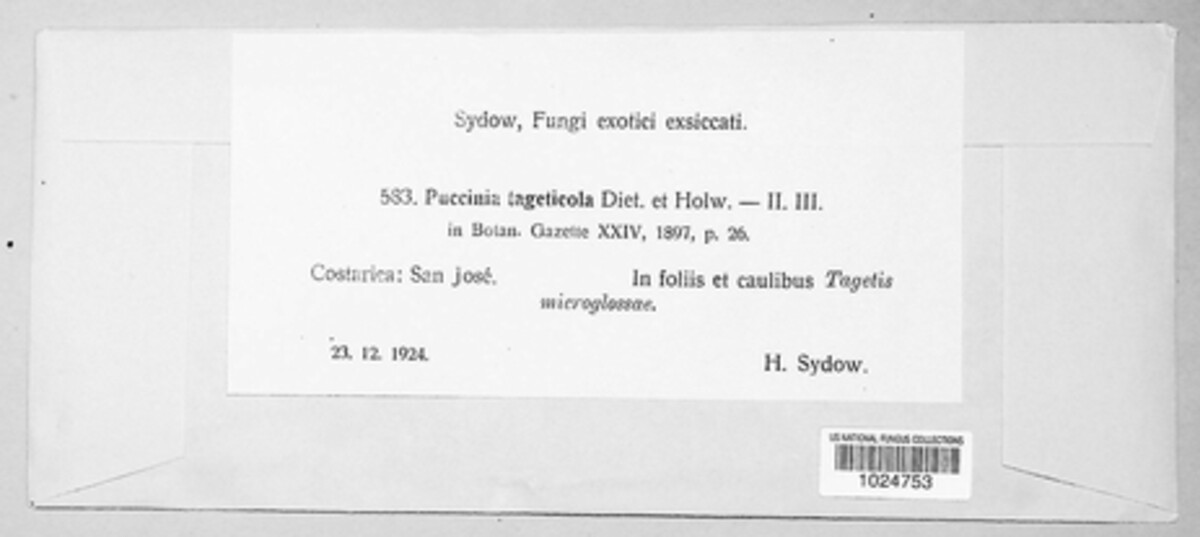 Sydow, Fungi exotici exsiccati.
583. Puccinia tageticola Diet. et Holw. — II. III.
in Botan. Gazette XXIV, 1897, p. 26.
Costarica: San José. In foliis et caulibus Tagetis
microglossae.
23. 12. 1924.
H. Sydow.
US NATIONAL FUNGUS COLLECTIONS
1024753